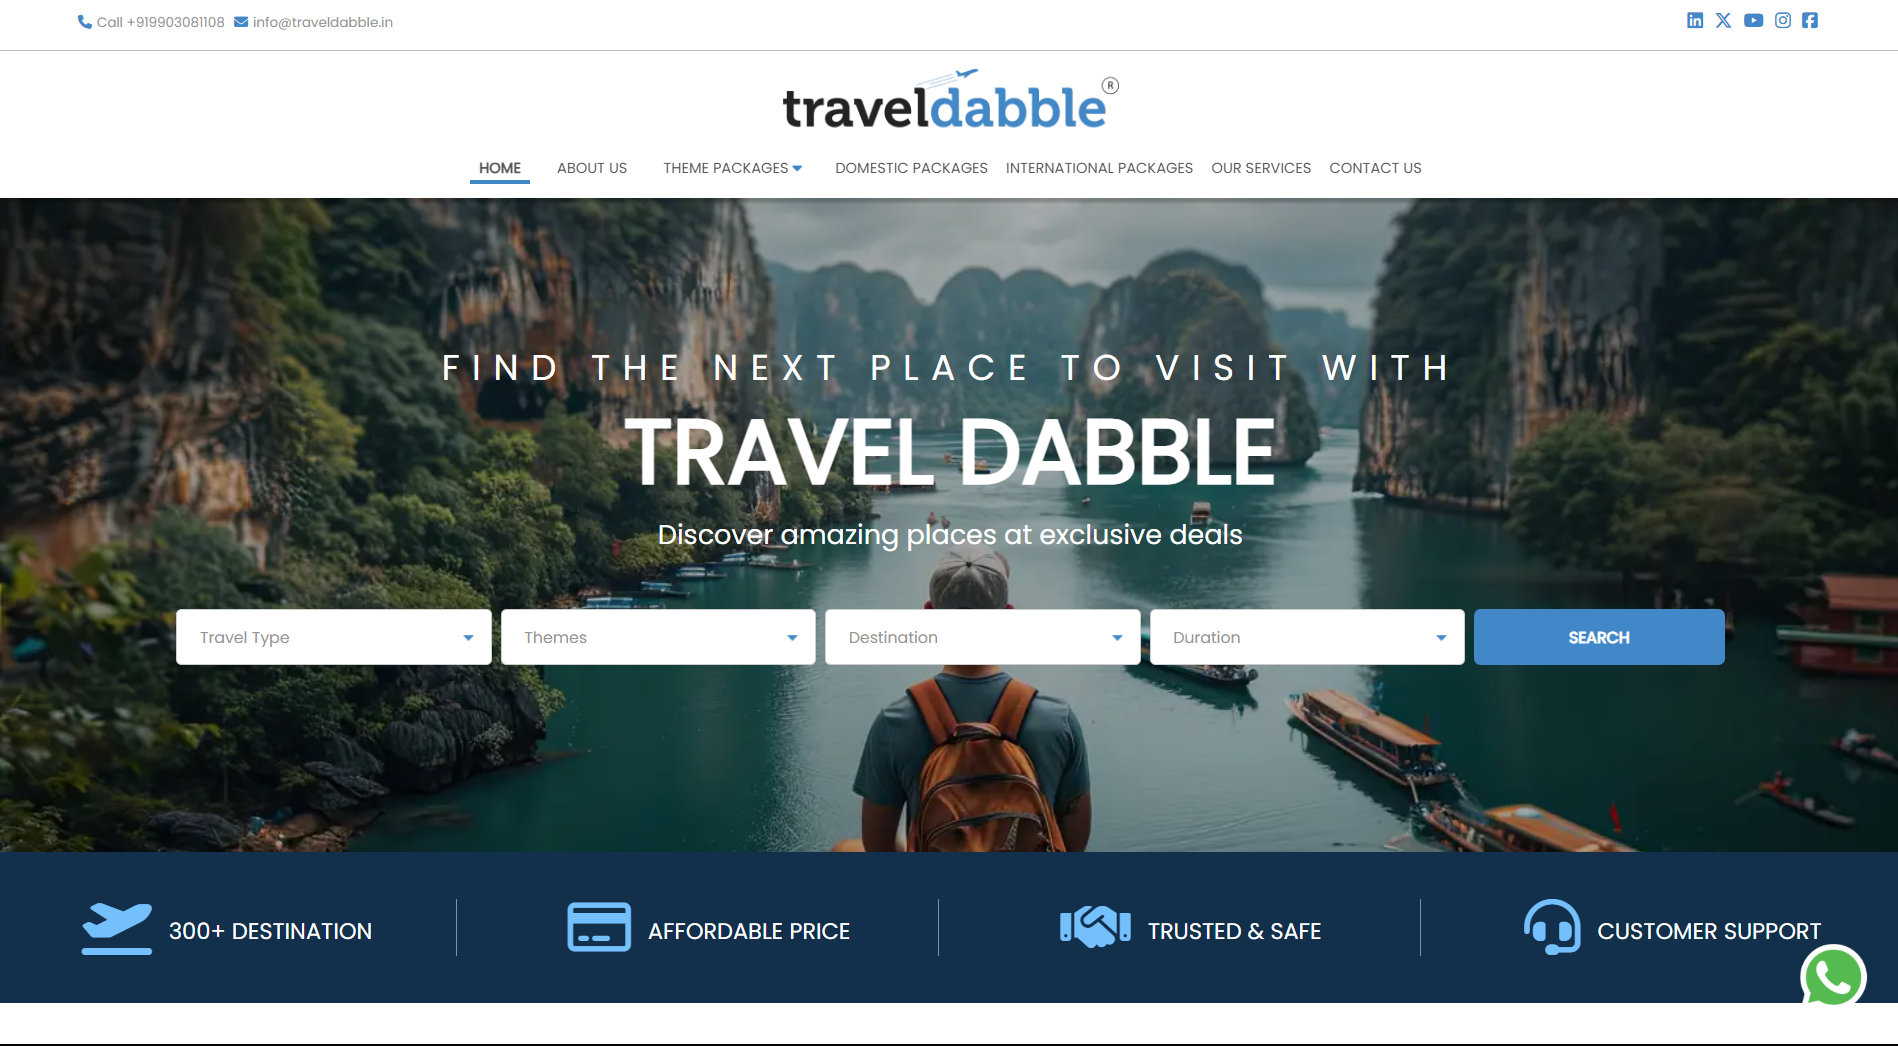 Call +919903081108 info@traveldabble.in
traveldabble®
HOME ABOUT US THEME PACKAGES DOMESTIC PACKAGES INTERNATIONAL PACKAGES OUR SERVICES CONTACT US
FIND THE NEXT PLACE TO VISIT WITH
TRAVEL DABBLE
Discover amazing places at exclusive deals
Travel Type Themes Destination Duration SEARCH
300+ DESTINATION AFFORDABLE PRICE TRUSTED & SAFE CUSTOMER SUPPORT